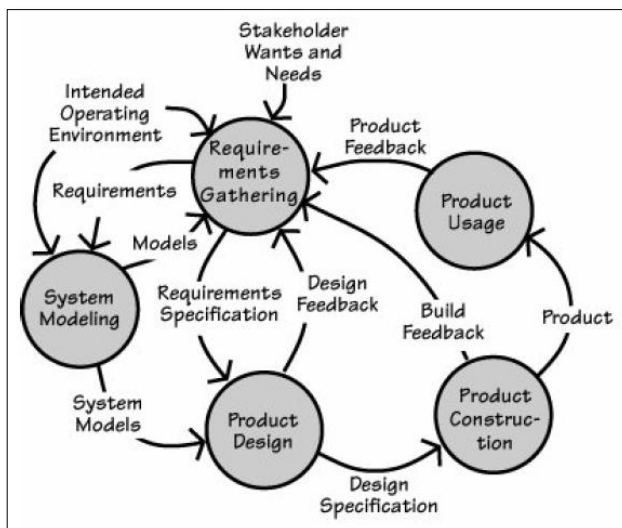 Stakeholder
Wants and
Needs
Intended
Operating
Environment
Product
Feedback
Require-
ments
Gathering
Requirements
Product
Usage
Models
System
Modeling
Requirements
Specification
Design
Feedback
Build
Feedback
Product
System
Models
Product
Design
Product
Construc-
tion
Design
Specification